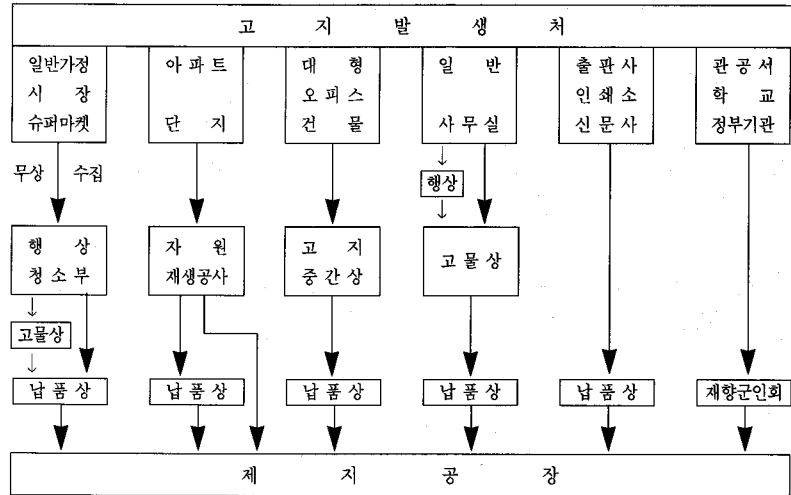 고 지 발 생 처
일반가정 아 파 트 대 형 일 반 출 판 사 관 공 서
시 장 오 피 스 인 쇄 소 학 교
슈퍼마켓 단 지 건 물 사 무 실 신 문 사 정부기관
무상 수집
행상
행 상 자 원 고 지 고 물 상
청 소 부 재생공사 중 간 상
고물상
납 품 상 납 품 상 납 품 상 납 품 상 납 품 상 재향군인회
제 지 공 장